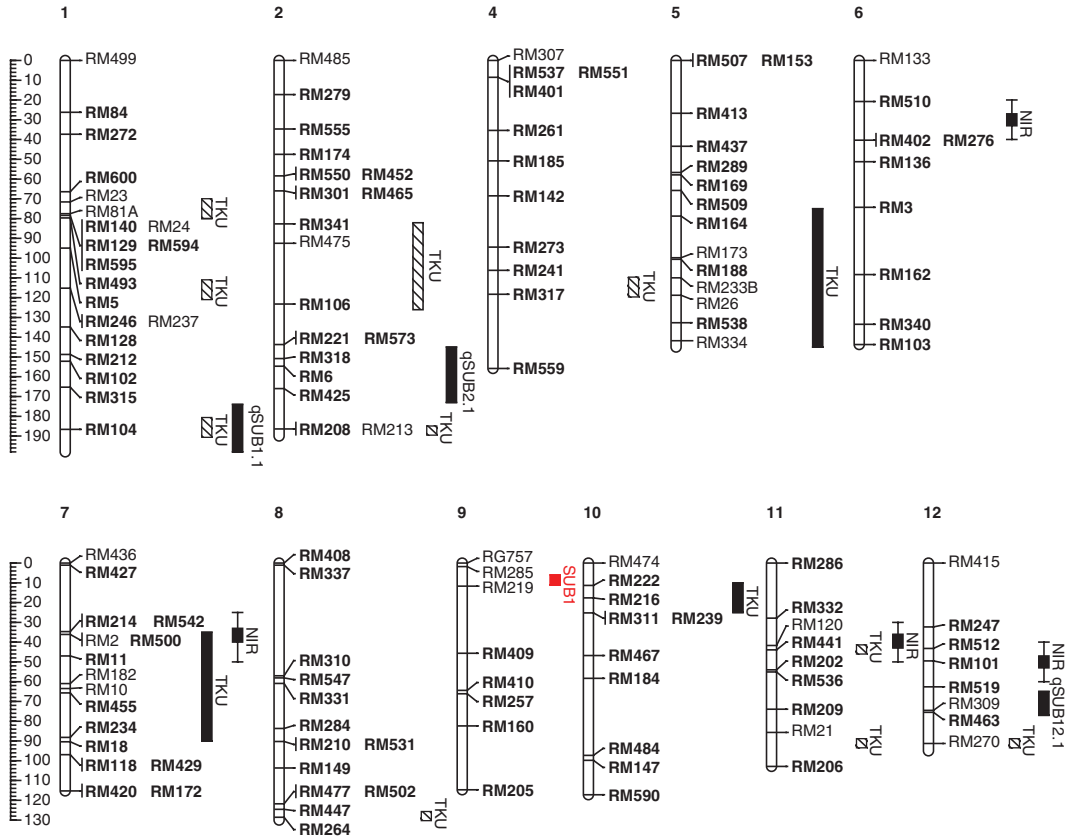 1
2
4
5
6
0
10
20
30
40
50
60
70
80
90
100
110
120
130
140
150
160
170
180
190
RM499
RM84
RM272
RM600
RM23
RM81A
RM140 RM24
RM129 RM594
RM595
RM493
RM5
RM246 RM237
RM128
RM212
RM102
RM315
RM104
TKU
TKU
TKU
qSUB1.1
RM485
RM279
RM555
RM174
RM550 RM452
RM301 RM465
RM341
RM475
RM106
RM221 RM573
RM318
RM6
RM425
RM208 RM213
TKU
qSUB2.1
TKU
RM307
RM537 RM551
RM401
RM261
RM185
RM142
RM273
RM241
RM317
RM559
TKU
RM507 RM153
RM413
RM437
RM289
RM169
RM509
RM164
RM173
RM188
RM233B
RM26
RM538
RM334
TKU
RM133
RM510
RM402 RM276
RM136
RM3
RM162
RM340
RM103
NIR
7
8
9
10
11
12
0
10
20
30
40
50
60
70
80
90
100
110
120
130
RM436
RM427
RM214 RM542
RM2 RM500
RM11
RM182
RM10
RM455
RM234
RM18
RM118 RM429
RM420 RM172
NIR
TKU
RM408
RM337
RM310
RM547
RM331
RM284
RM210 RM531
RM149
RM477 RM502
RM447
RM264
TKU
RG757
RM285
RM219
RM409
RM410
RM257
RM160
RM205
SUB1
RM474
RM222
RM216
RM311 RM239
RM467
RM184
RM484
RM147
RM590
TKU
RM286
RM332
RM120
RM441
RM202
RM536
RM209
RM21
RM206
TKU
NIR
TKU
RM415
RM247
RM512
RM101
RM519
RM309
RM463
RM270
NIR
qSUB12.1
TKU